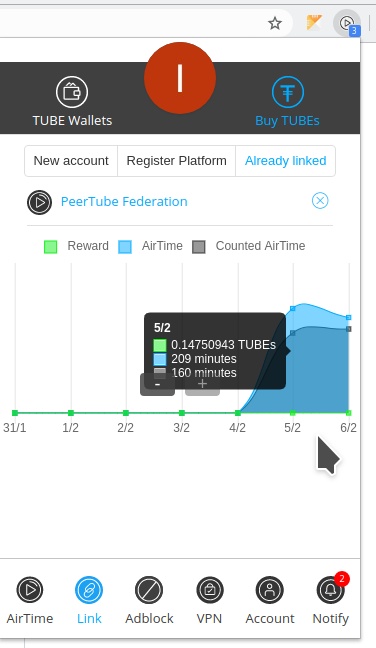 3
I
TUBE Wallets
Buy TUBEs
New account Register Platform Already linked
PeerTube Federation
Reward AirTime Counted AirTime
5/2
0.14750943 TUBEs
209 minutes
160 minutes
- +
31/1 1/2 2/2 3/2 4/2 5/2 6/2
2
AirTime Link Adblock VPN Account Notify